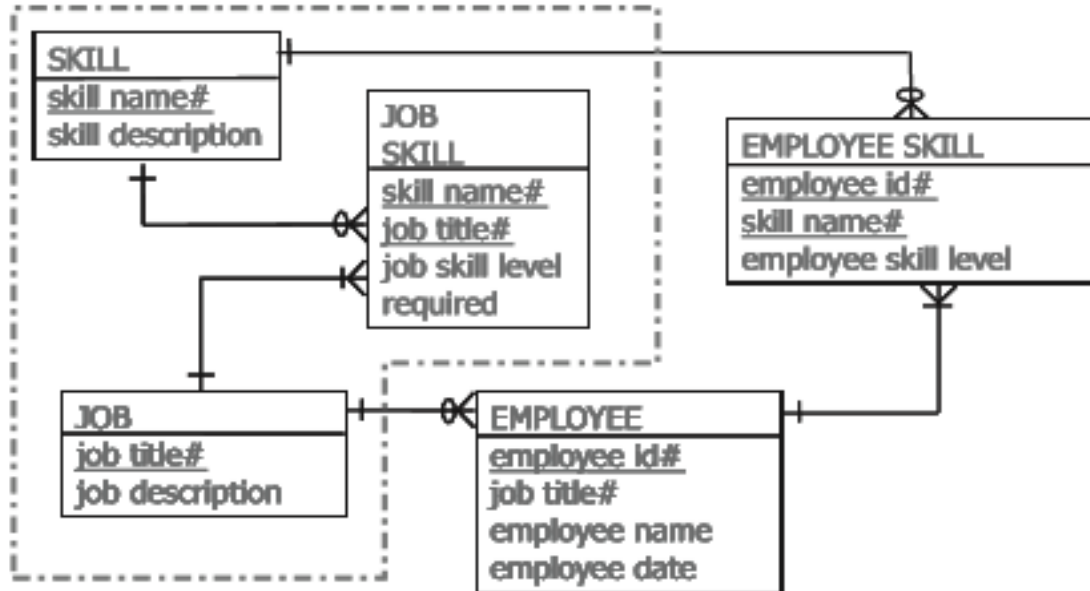 SKILL
skill name#
skill description
JOB
SKILL
skill name#
job title#
job skill level
required
EMPLOYEE SKILL
employee id#
skill name#
employee skill level
JOB
job title#
job description
EMPLOYEE
employee id#
job title#
employee name
employee date